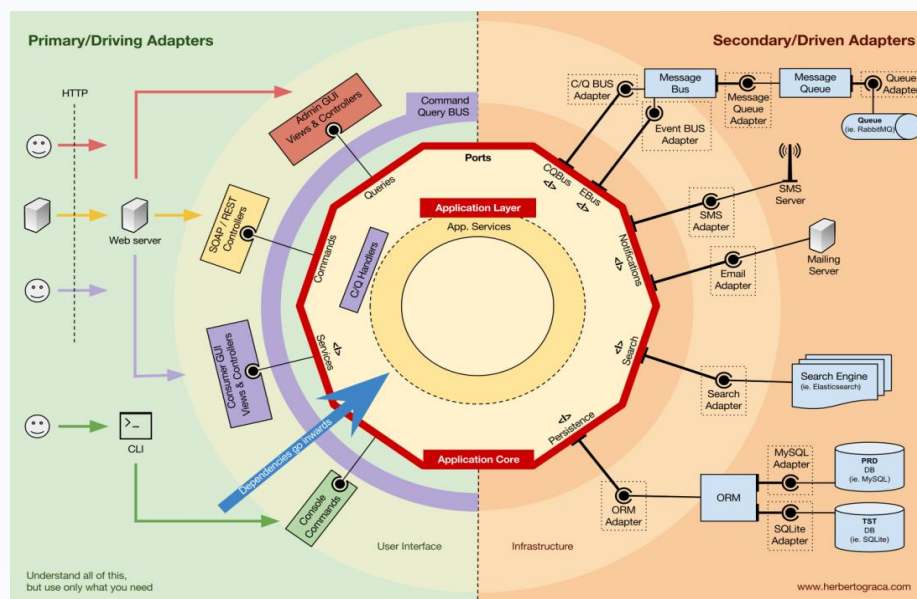 Primary/Driving Adapters
Secondary/Driven Adapters
HTTP
Admin GUI
Views & Controllers
Command
Query BUS
C/Q BUS
Adapter
Message
Bus
Message
Queue
Adapter
Message
Queue
Queue
Adapter
Queue
(ie. RabbitMQ)
Event BUS
Adapter
Ports
CQBus
</>
EBus
</>
Queries
SOAP / REST
Controllers
Web server
Application Layer
App. Services
SMS
Server
SMS
Adapter
Commands
C/Q Handlers
Notifications
</>
Email
Adapter
Mailing
Server
Consumer GUI
Views & Controllers
Services
</>
Search
</>
Search
Adapter
Search Engine
(ie. Elasticsearch)
Dependencies go inwards
Persistence
</>
>_
CLI
Application Core
Console
Commands
ORM
Adapter
ORM
MySQL
Adapter
PRD
DB
(ie. MySQL)
SQLite
Adapter
TST
DB
(ie. SQLite)
User Interface
Infrastructure
Understand all of this,
but use only what you need
www.herbertograca.com